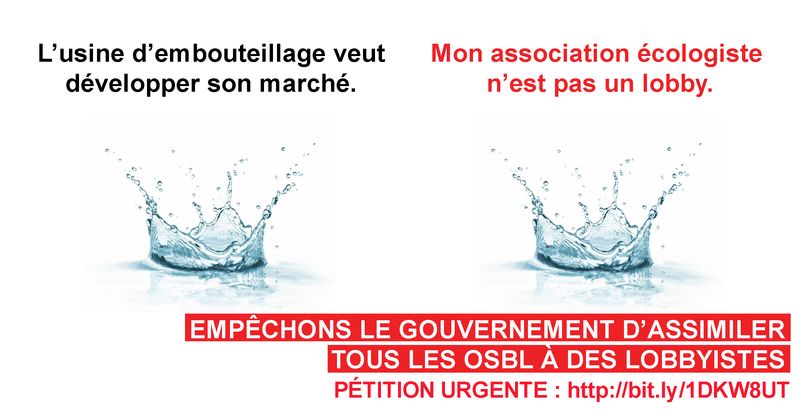 L’usine d’embouteillage veut
développer son marché.
Mon association écologiste
n’est pas un lobby.
EMPÊCHONS LE GOUVERNEMENT D’ASSIMILER
TOUS LES OSBL À DES LOBBYISTES
PÉTITION URGENTE : http://bit.ly/1DKW8UT